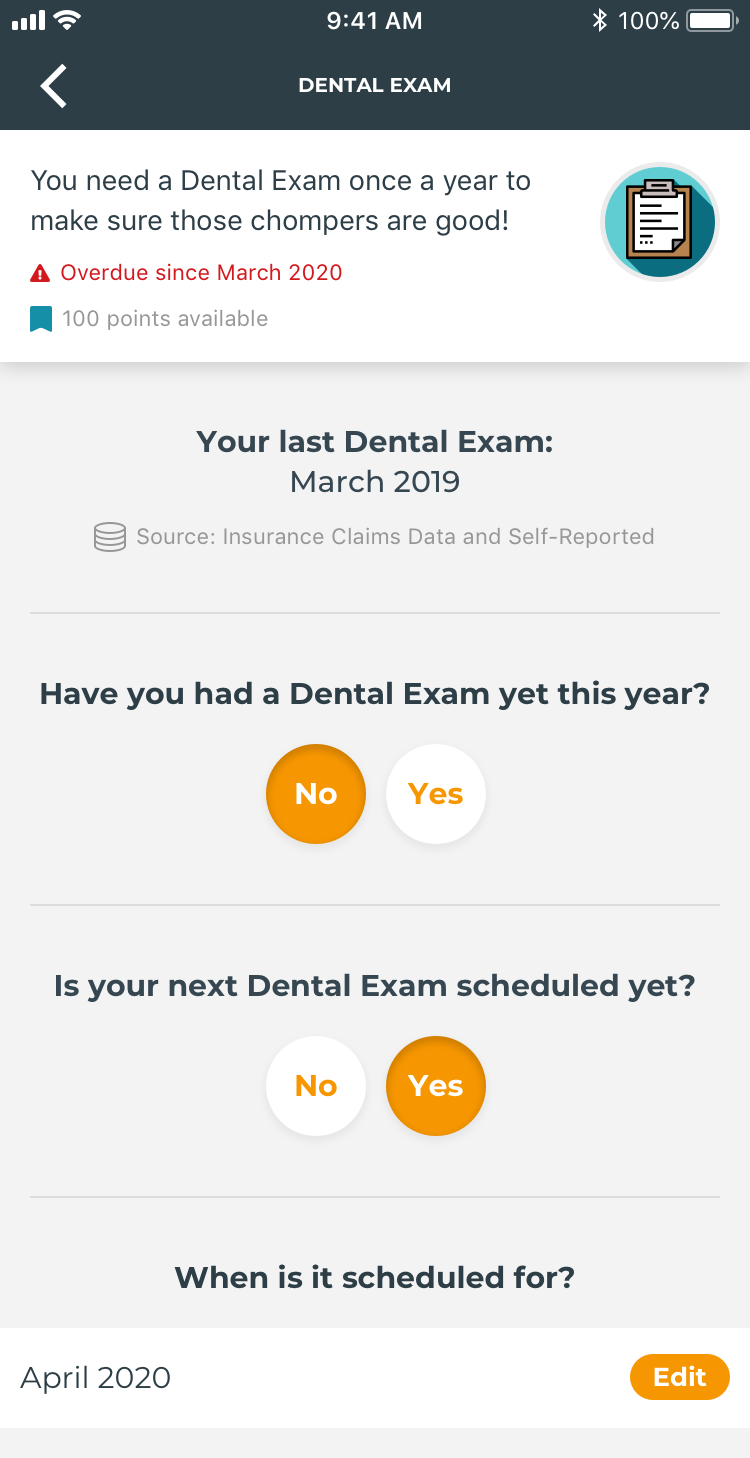 9:41 AM 100%
DENTAL EXAM
You need a Dental Exam once a year to
make sure those chompers are good!
Overdue since March 2020
100 points available
Your last Dental Exam:
March 2019
Source: Insurance Claims Data and Self-Reported
Have you had a Dental Exam yet this year?
No Yes
Is your next Dental Exam scheduled yet?
No Yes
When is it scheduled for?
April 2020 Edit